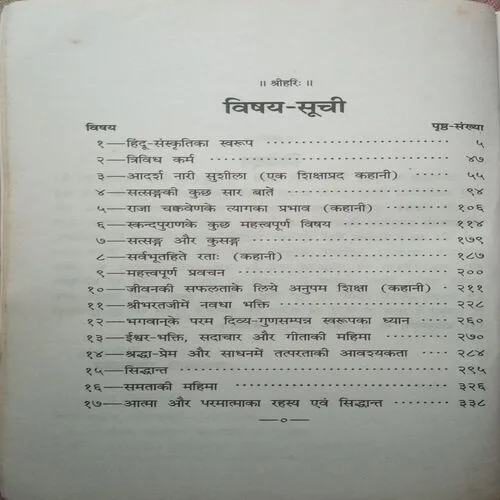 ॥ श्रीहरिः ॥
विषय-सूची
विषय पृष्ठ-संख्या
१—हिंदू-संस्कृतिका स्वरूप ५
२—त्रिविध कर्म ४७
३—आदर्श नारी सुशीला (एक शिक्षाप्रद कहानी) ५५
४—सत्सङ्गकी कुछ सार बातें ९४
५—राजा चक्ववेणके त्यागका प्रभाव (कहानी) १०६
६—स्कन्दपुराणके कुछ महत्त्वपूर्ण विषय ११४
७—सत्सङ्ग और कुसङ्ग १७९
८—सर्वभूतहिते रताः (कहानी) १८७
९—महत्त्वपूर्ण प्रवचन २००
१०—जीवनकी सफलताके लिये अनुपम शिक्षा (कहानी) २११
११—श्रीभरतजीमें नवधा भक्ति २२८
१२—भगवान्‌के परम दिव्य-गुणसम्पन्न स्वरूपका ध्यान २६०
१३—ईश्वर-भक्ति, सदाचार और गीताकी महिमा २७०
१४—श्रद्धा-प्रेम और साधनमें तत्परताकी आवश्यकता २८४
१५—सिद्धान्त २९५
१६—समताकी महिमा ३२६
१७—आत्मा और परमात्माका रहस्य एवं सिद्धान्त ३३८
—०—